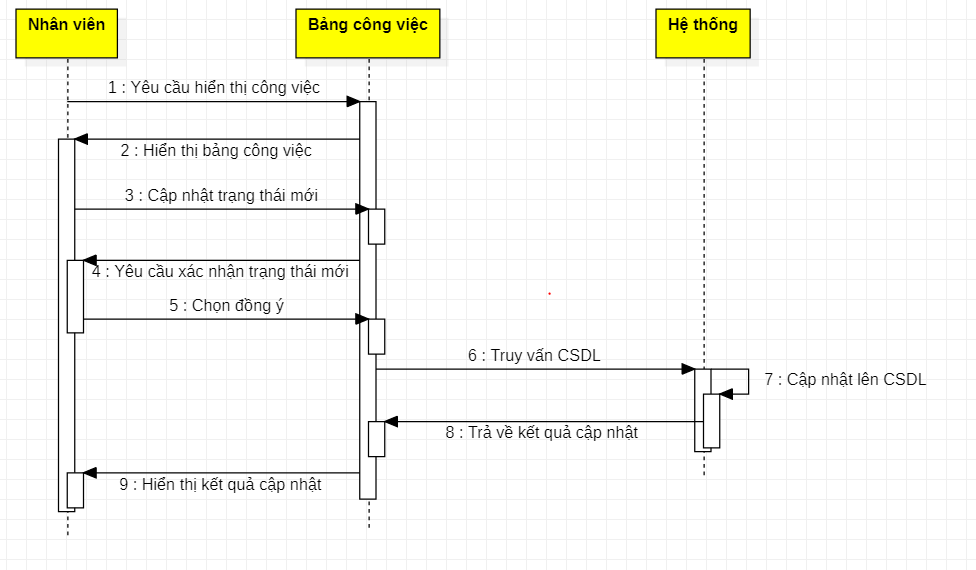 Nhân viên
Bảng công việc
Hệ thống
1 : Yêu cầu hiển thị công việc
2 : Hiển thị bảng công việc
3 : Cập nhật trạng thái mới
4 : Yêu cầu xác nhận trạng thái mới
5 : Chọn đồng ý
6 : Truy vấn CSDL
7 : Cập nhật lên CSDL
8 : Trả về kết quả cập nhật
9 : Hiển thị kết quả cập nhật